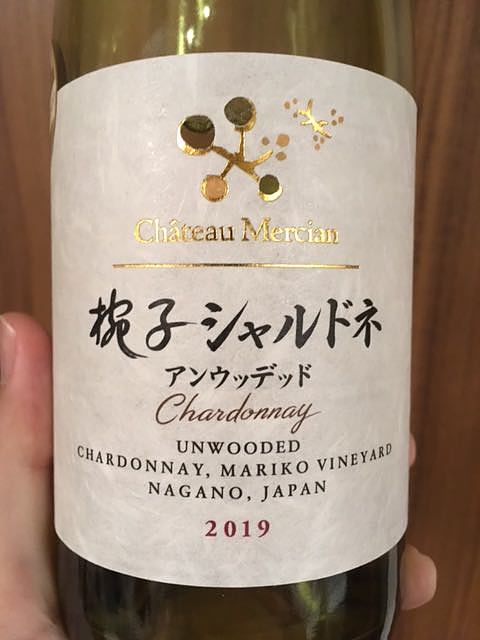 Château Mercian
椀子シャルドネ
アンウッデッド
Chardonnay
UNWOODED
CHARDONNAY, MARIKO VINEYARD
NAGANO, JAPAN
2019